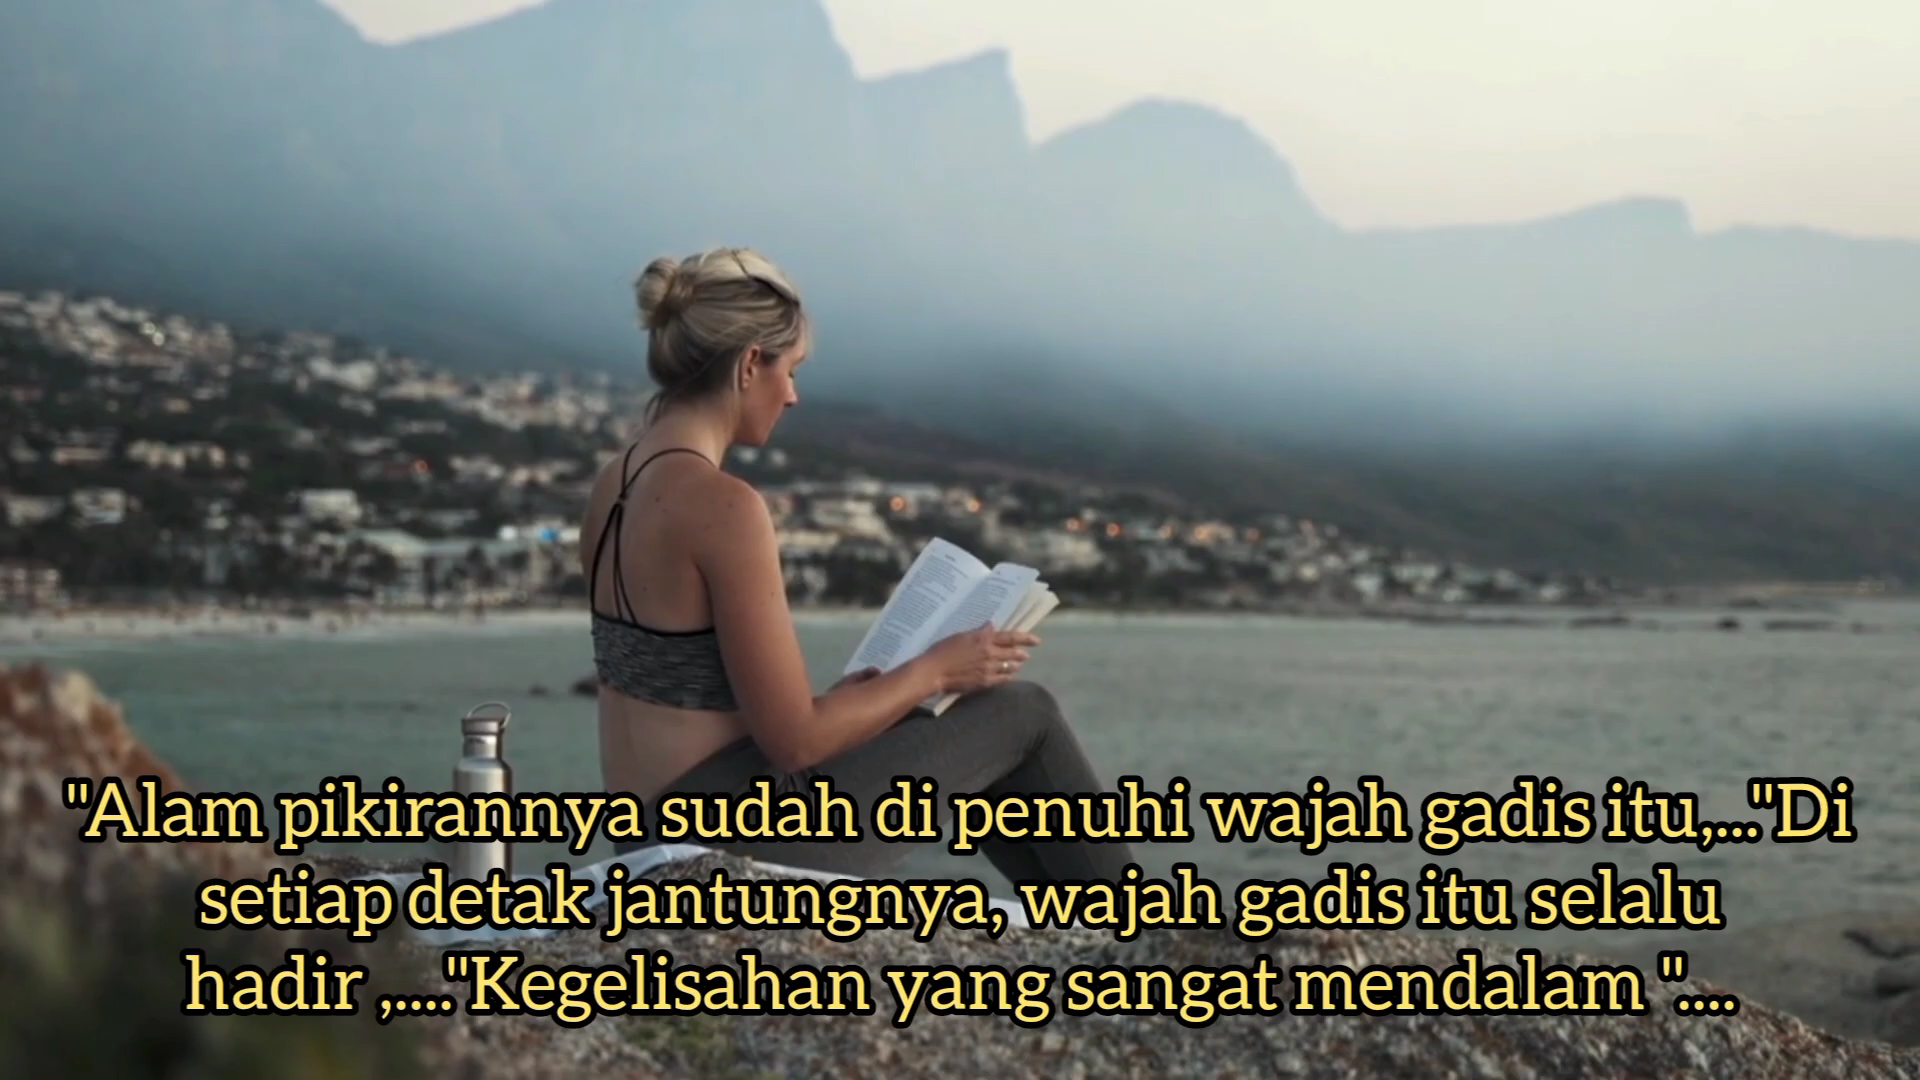 "Alam pikirannya sudah di penuhi wajah gadis itu,..."Di
setiap detak jantungnya, wajah gadis itu selalu
hadir ,...."Kegelisahan yang sangat mendalam "....